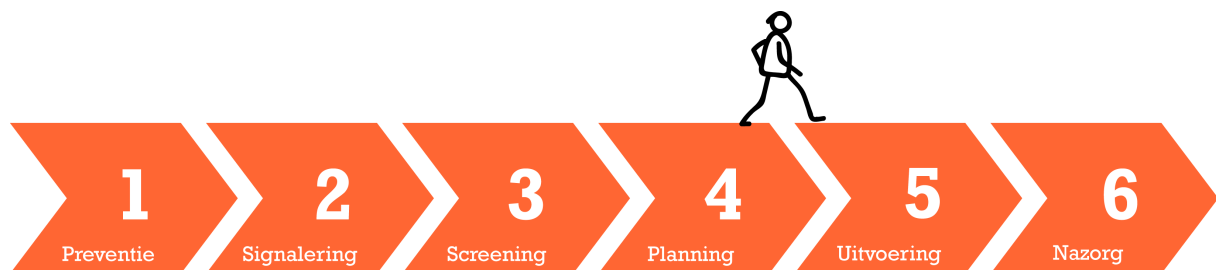 1
Preventie
2
Signalering
3
Screening
4
Planning
5
Uitvoering
6
Nazorg